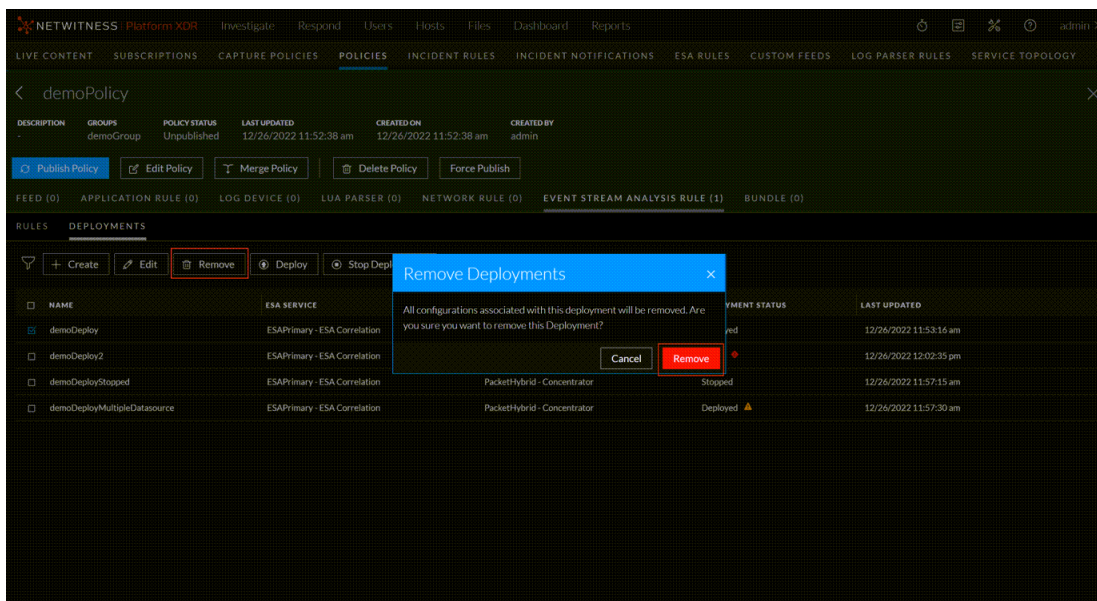 NETWITNESS Platform XDR Investigate Respond Users Hosts Files Dashboard Reports admin
LIVE CONTENT SUBSCRIPTIONS CAPTURE POLICIES POLICIES INCIDENT RULES INCIDENT NOTIFICATIONS ESA RULES CUSTOM FEEDS LOG PARSER RULES SERVICE TOPOLOGY
demoPolicy
DESCRIPTION GROUPS POLICY STATUS LAST UPDATED CREATED ON CREATED BY
- demoGroup Unpublished 12/26/2022 11:52:38 am 12/26/2022 11:52:38 am admin
Publish Policy Edit Policy Merge Policy Delete Policy Force Publish
FEED (0) APPLICATION RULE (0) LOG DEVICE (0) LUA PARSER (0) NETWORK RULE (0) EVENT STREAM ANALYSIS RULE (1) BUNDLE (0)
RULES DEPLOYMENTS
+ Create Edit Remove Deploy Stop Depl
Remove Deployments
All configurations associated with this deployment will be removed. Are
you sure you want to remove this Deployment?
Cancel Remove
NAME ESA SERVICE YMENT STATUS LAST UPDATED
demoDeploy ESAPrimary - ESA Correlation yed 12/26/2022 11:53:16 am
demoDeploy2 ESAPrimary - ESA Correlation 12/26/2022 12:02:35 pm
demoDeployStopped ESAPrimary - ESA Correlation PacketHybrid - Concentrator Stopped 12/26/2022 11:57:15 am
demoDeployMultipleDatasource ESAPrimary - ESA Correlation PacketHybrid - Concentrator Deployed 12/26/2022 11:57:30 am